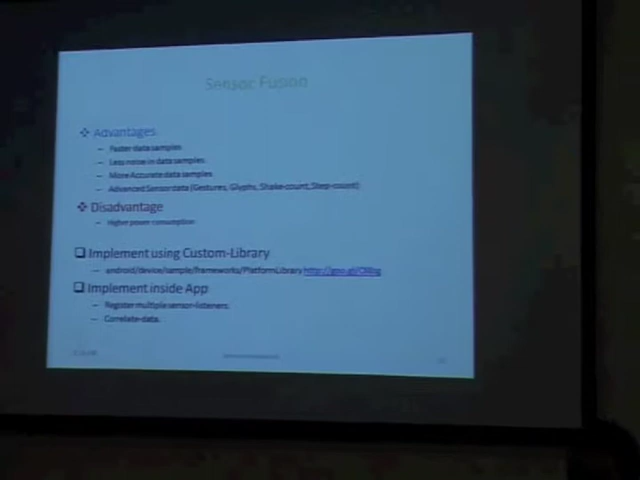 Sensor Fusion
❖ Advantages
– Faster data samples
– Less noise in data samples
– More Accurate data samples
– Advanced Sensor data (Gestures, Glyphs, Shake-count, Step-count)
❖ Disadvantage
– Higher power consumption
❑ Implement using Custom-Library
– android/device/sample/frameworks/PlatformLibrary
❑ Implement inside App
– Register multiple sensor-listeners.
– Correlate-data.